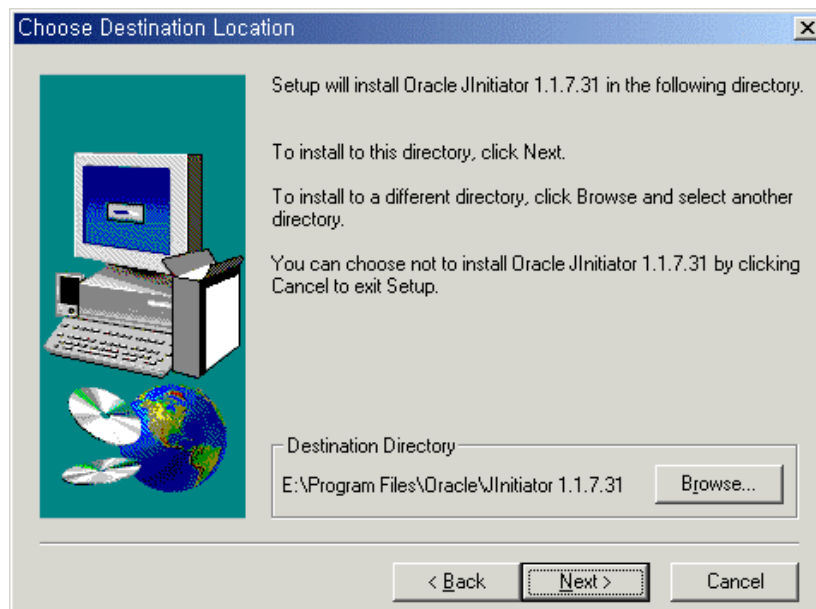 Choose Destination Location
Setup will install Oracle JInitiator 1.1.7.31 in the following directory.
To install to this directory, click Next.
To install to a different directory, click Browse and select another
directory.
You can choose not to install Oracle JInitiator 1.1.7.31 by clicking
Cancel to exit Setup.
Destination Directory
E:\Program Files\Oracle\JInitiator 1.1.7.31
Browse...
< Back
Next >
Cancel